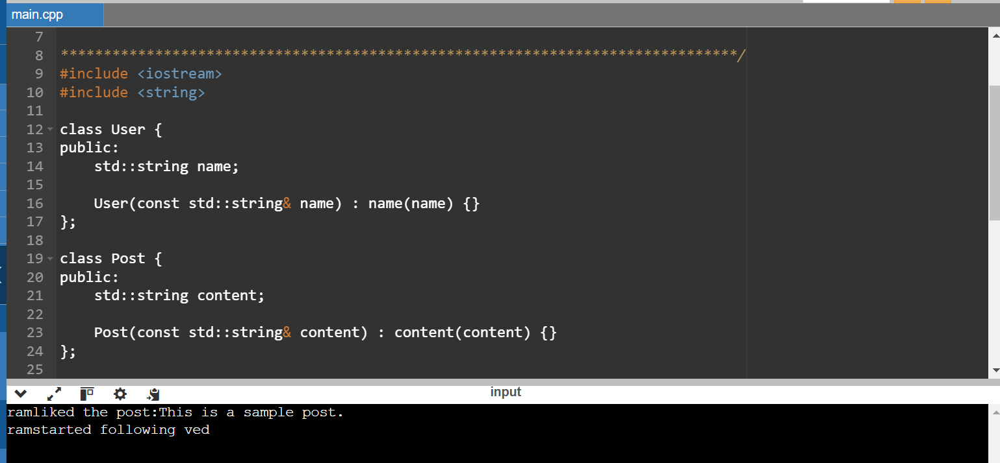 main.cpp
7
8 *******************************************************************************/
9 #include <iostream>
10 #include <string>
11
12 class User {
13 public:
14     std::string name;
15
16     User(const std::string& name) : name(name) {}
17 };
18
19 class Post {
20 public:
21     std::string content;
22
23     Post(const std::string& content) : content(content) {}
24 };
25
input
ramliked the post:This is a sample post.
ramstarted following ved